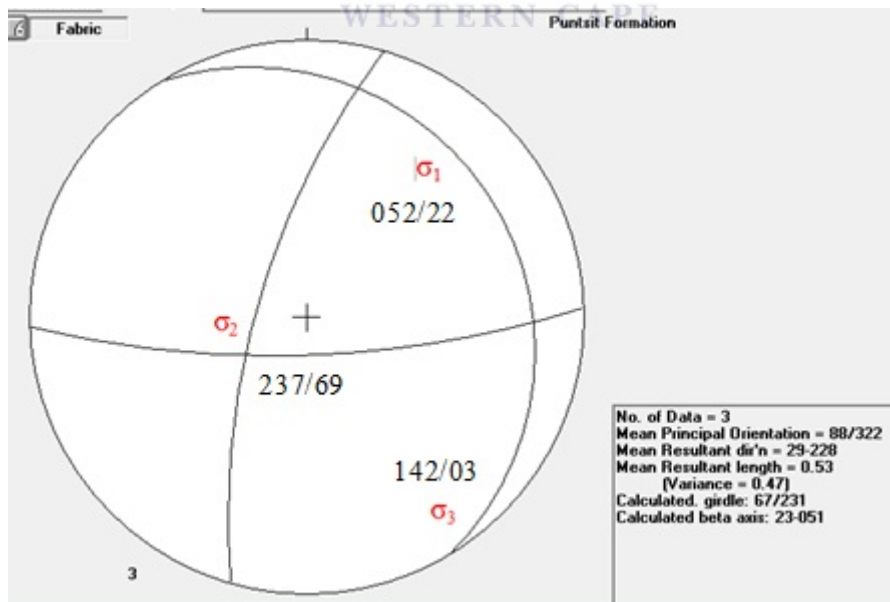 WESTERN CAPE
6 Fabric
Puntsit Formation
σ1
052/22
σ2
237/69
142/03
σ3
3
No. of Data = 3
Mean Principal Orientation = 88/322
Mean Resultant dir'n = 29-228
Mean Resultant length = 0.53
(Variance = 0.47)
Calculated. girdle: 67/231
Calculated beta axis: 23-051